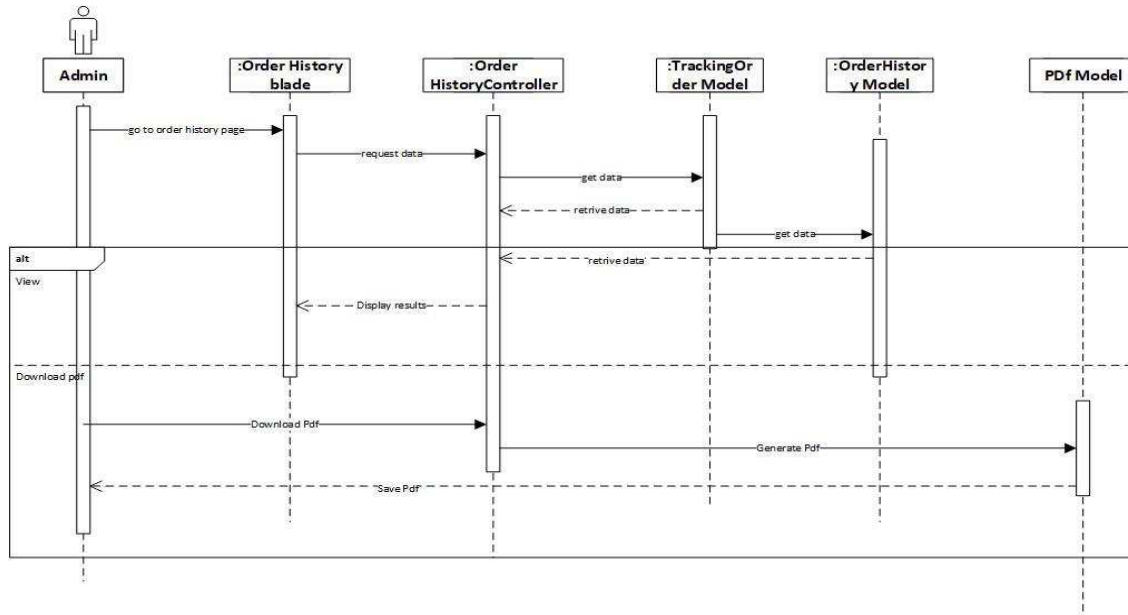 Admin
:Order History
blade
:Order
HistoryController
:TrackingOr
der Model
:OrderHistor
y Model
PDf Model
go to order history page
request data
get data
retrive data
get data
alt
retrive data
View
Display results
Download pdf
Download Pdf
Generate Pdf
Save Pdf